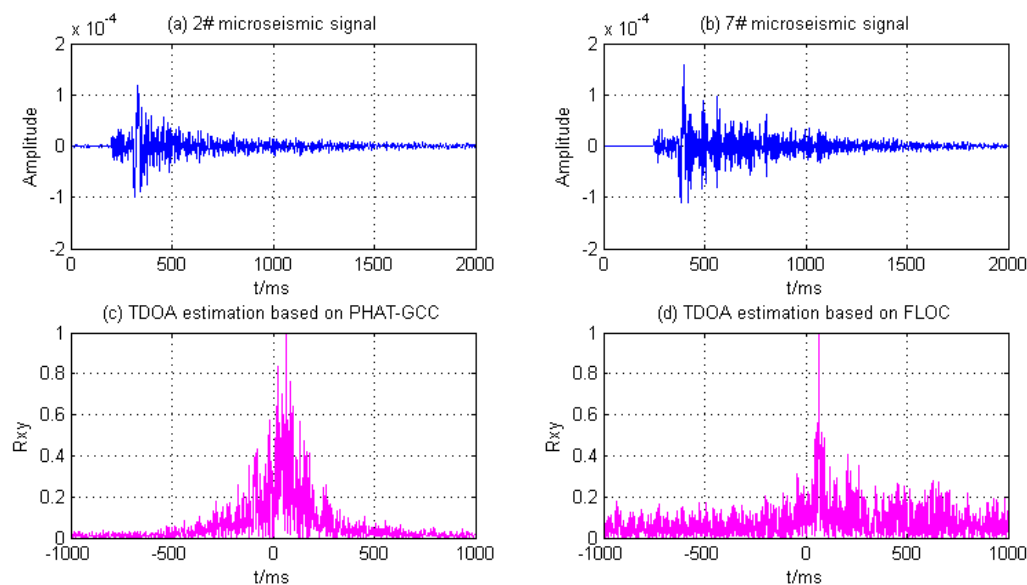 (a) 2# microseismic signal
x 10-4
2
1
0
-1
-2
Amplitude
0 500 1000 1500 2000
t/ms
(b) 7# microseismic signal
x 10-4
2
1
0
-1
-2
Amplitude
0 500 1000 1500 2000
t/ms
(c) TDOA estimation based on PHAT-GCC
1
0.8
0.6
0.4
0.2
0
Rxy
-1000 -500 0 500 1000
t/ms
(d) TDOA estimation based on FLOC
1
0.8
0.6
0.4
0.2
0
Rxy
-1000 -500 0 500 1000
t/ms